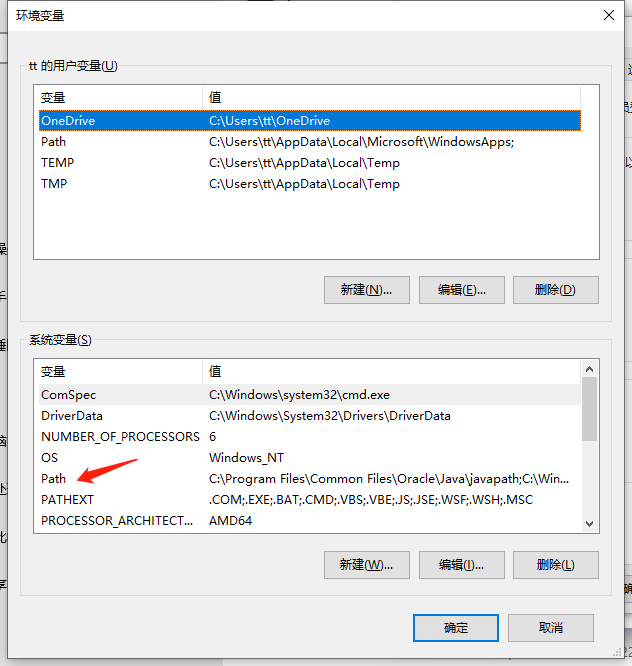 环境变量
tt 的用户变量(U)
变量 值
OneDrive C:\Users\tt\OneDrive
Path C:\Users\tt\AppData\Local\Microsoft\WindowsApps;
TEMP C:\Users\tt\AppData\Local\Temp
TMP C:\Users\tt\AppData\Local\Temp
新建(N)... 编辑(E)... 删除(D)
系统变量(S)
变量 值
ComSpec C:\Windows\system32\cmd.exe
DriverData C:\Windows\System32\Drivers\DriverData
NUMBER_OF_PROCESSORS 6
OS Windows_NT
Path C:\Program Files\Common Files\Oracle\Java\javapath;C:\Win...
PATHEXT .COM;.EXE;.BAT;.CMD;.VBS;.VBE;.JS;.JSE;.WSF;.WSH;.MSC
PROCESSOR_ARCHITECT... AMD64
新建(W)... 编辑(I)... 删除(L)
确定 取消